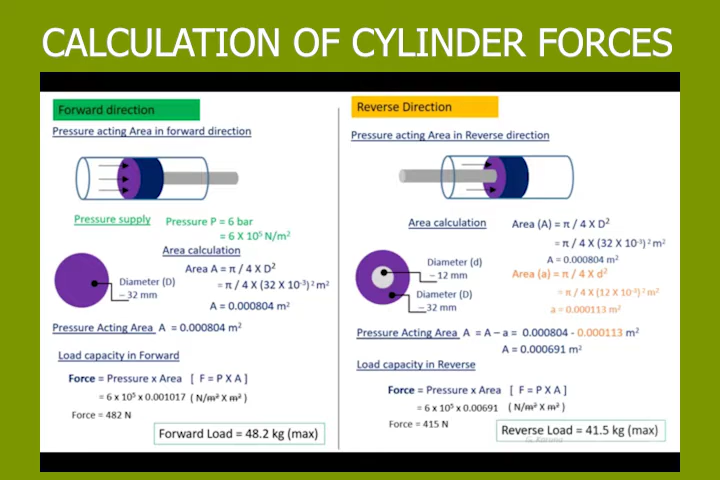 CALCULATION OF CYLINDER FORCES
Forward direction
Pressure acting Area in forward direction
Pressure supply
Pressure P = 6 bar
= 6 X 10⁵ N/m²
Area calculation
Area A = π / 4 X D²
= π / 4 X (32 X 10⁻³)² m²
A = 0.000804 m²
Diameter (D)
– 32 mm
Pressure Acting Area A = 0.000804 m²
Load capacity in Forward
Force = Pressure x Area [ F = P X A ]
= 6 x 10⁵ x 0.001017 ( N/m² X m² )
Force = 482 N
Forward Load = 48.2 kg (max)
Reverse Direction
Pressure acting Area in Reverse direction
Area calculation
Area (A) = π / 4 X D²
= π / 4 X (32 X 10⁻³)² m²
A = 0.000804 m²
Area (a) = π / 4 X d²
= π / 4 X (12 X 10⁻³)² m²
a = 0.000113 m²
Diameter (d)
– 12 mm
Diameter (D)
– 32 mm
Pressure Acting Area A = A – a = 0.000804 - 0.000113 m²
A = 0.000691 m²
Load capacity in Reverse
Force = Pressure x Area [ F = P X A ]
= 6 x 10⁵ x 0.00691 ( N/m² X m² )
Force = 415 N
Reverse Load = 41.5 kg (max)